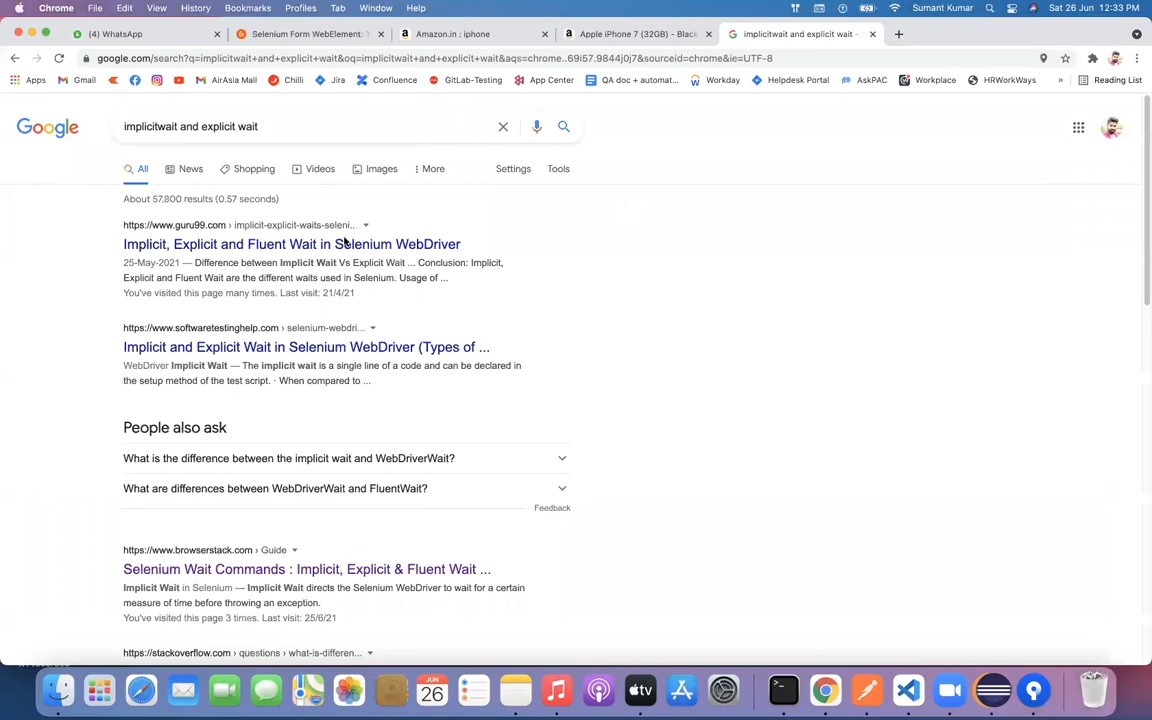 Chrome File Edit View History Bookmarks Profiles Tab Window Help Sumant Kumar Sat 26 Jun 12:33 PM
(4) WhatsApp Selenium Form WebElement: T Amazon.in : iphone Apple iPhone 7 (32GB) - Black implicitwait and explicit wait -
google.com/search?q=implicitwait+and+explicit+wait&oq=implicitwait+and+explicit+wait&aqs=chrome..69i57.9844j0j7&sourceid=chrome&ie=UTF-8
Apps Gmail AirAsia Mail Chilli Jira Confluence GitLab-Testing App Center QA doc + automat... Workday Helpdesk Portal AskPAC Workplace HRWorkWays » Reading List
Google implicitwait and explicit wait
All News Shopping Videos Images More Settings Tools
About 57,800 results (0.57 seconds)
https://www.guru99.com › implicit-explicit-waits-seleni...
Implicit, Explicit and Fluent Wait in Selenium WebDriver
25-May-2021 — Difference between Implicit Wait Vs Explicit Wait ... Conclusion: Implicit,
Explicit and Fluent Wait are the different waits used in Selenium. Usage of ...
You've visited this page many times. Last visit: 21/4/21
https://www.softwaretestinghelp.com › selenium-webdri...
Implicit and Explicit Wait in Selenium WebDriver (Types of ...
WebDriver Implicit Wait — The implicit wait is a single line of a code and can be declared in
the setup method of the test script. · When compared to ...
People also ask
What is the difference between the implicit wait and WebDriverWait?
What are differences between WebDriverWait and FluentWait?
Feedback
https://www.browserstack.com › Guide
Selenium Wait Commands : Implicit, Explicit & Fluent Wait ...
Implicit Wait in Selenium — Implicit Wait directs the Selenium WebDriver to wait for a certain
measure of time before throwing an exception.
You've visited this page 3 times. Last visit: 25/6/21
https://stackoverflow.com › questions › what-is-differen...
JUN
26
tv